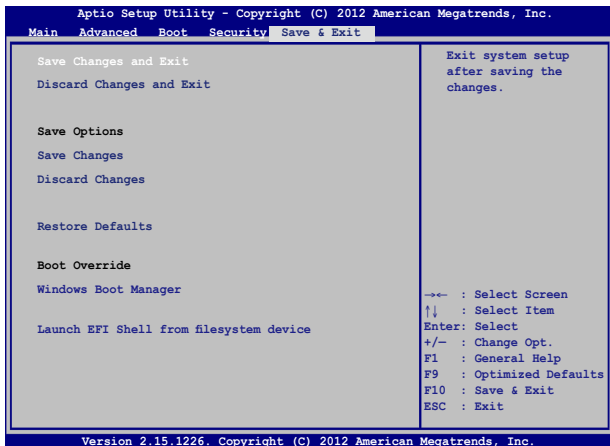 Aptio Setup Utility - Copyright (C) 2012 American Megatrends, Inc.
Main Advanced Boot Security Save & Exit
Save Changes and Exit
Discard Changes and Exit
Save Options
Save Changes
Discard Changes
Restore Defaults
Boot Override
Windows Boot Manager
Launch EFI Shell from filesystem device
Exit system setup
after saving the
changes.
→← : Select Screen
↑↓ : Select Item
Enter: Select
+/— : Change Opt.
F1 : General Help
F9 : Optimized Defaults
F10 : Save & Exit
ESC : Exit
Version 2.15.1226. Copyright (C) 2012 American Megatrends, Inc.